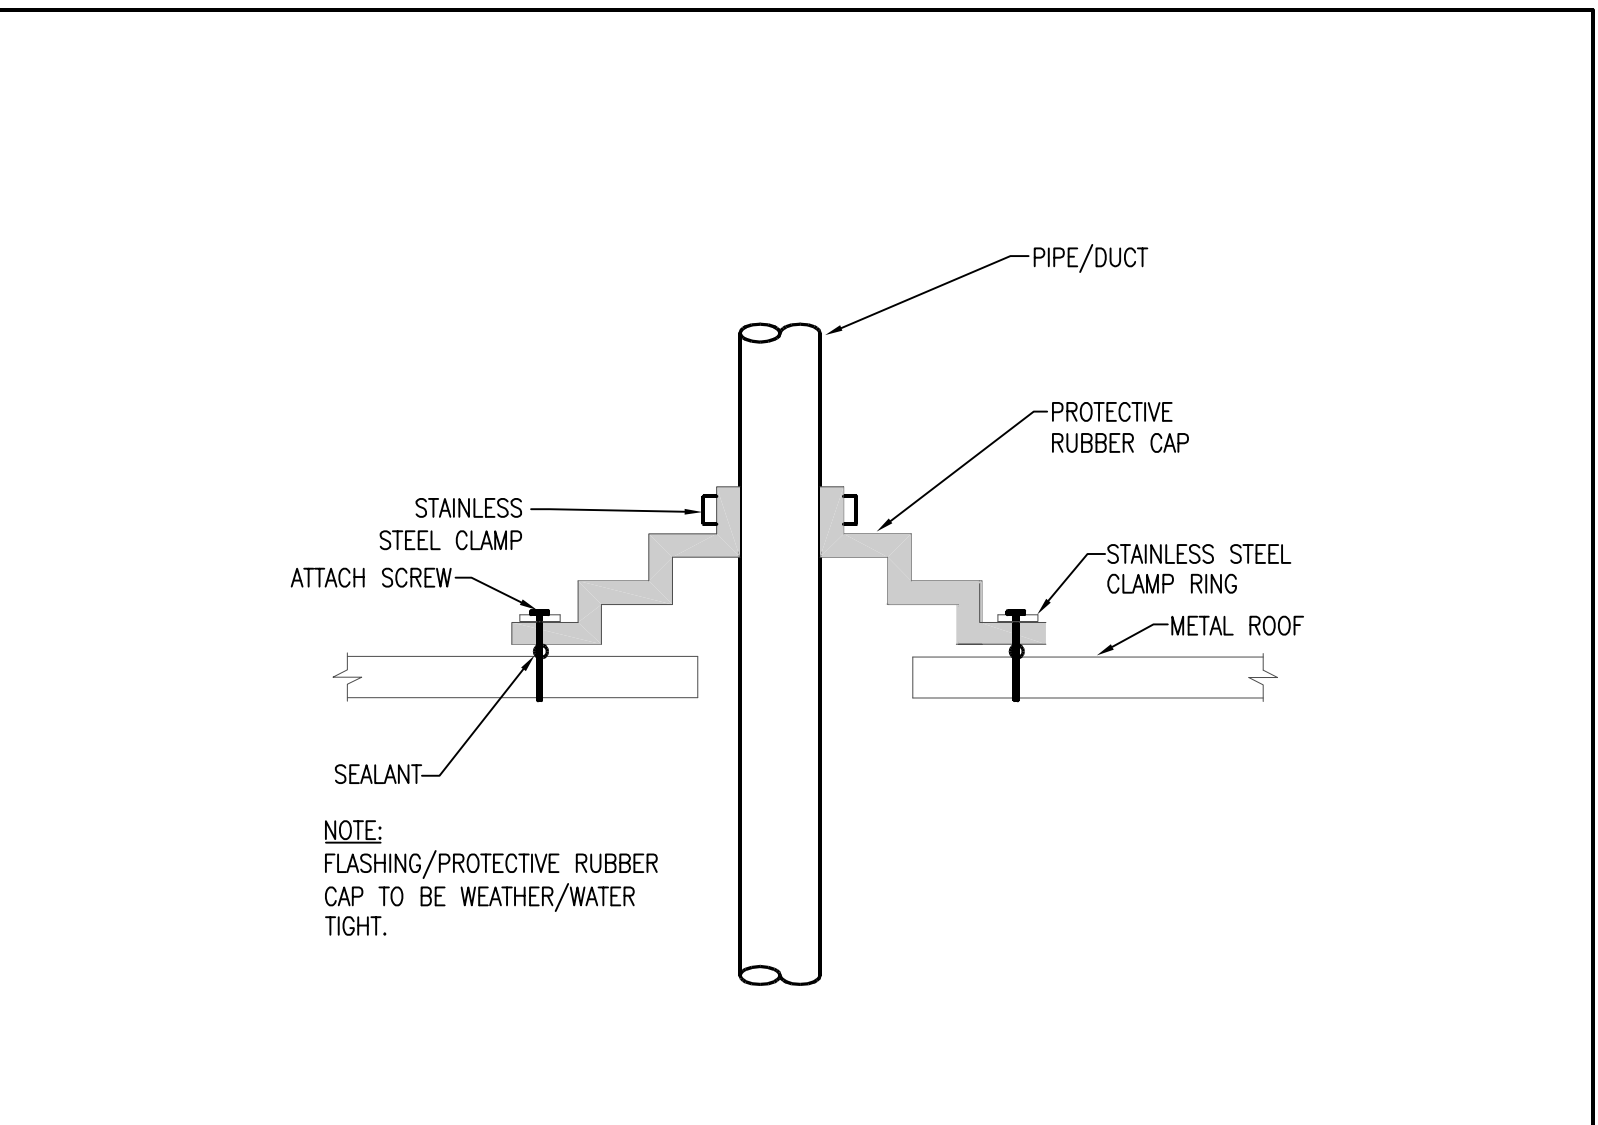 PIPE/DUCT
PROTECTIVE
RUBBER CAP
STAINLESS
STEEL CLAMP
STAINLESS STEEL
CLAMP RING
ATTACH SCREW
METAL ROOF
SEALANT
NOTE:
FLASHING/PROTECTIVE RUBBER
CAP TO BE WEATHER/WATER
TIGHT.